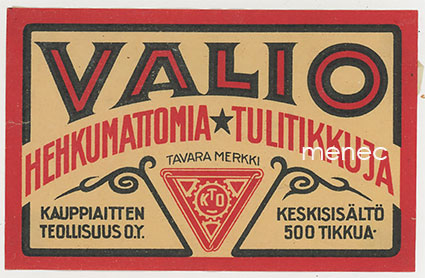 VALIO
HEHKUMATTOMIA ★ TULITIKKUJA
menec
TAVARA MERKKI
KTO
KAUPPIAITTEN
TEOLLISUUS O.Y.
KESKISISÄLTÖ
500 TIKKUA